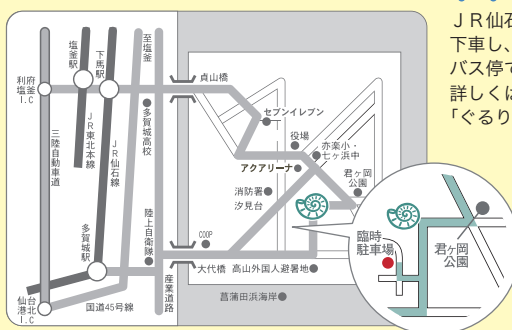 ＪＲ仙石
下車し、
バス停で
詳しくは
「ぐるり
至塩釜
塩釜駅
下馬駅
利府塩釜I.C
貞山橋
セブンイレブン
多賀城高校
役場
亦楽小・七ヶ浜中
三陸自動車道
ＪＲ東北本線
ＪＲ仙石線
アクアリーナ
君ヶ岡公園
消防署
汐見台
多賀城駅
陸上自衛隊
COOP
大代橋
高山外国人避暑地
産業道路
仙台港北I.C
国道45号線
菖蒲田浜海岸
臨時駐車場
君ヶ岡公園